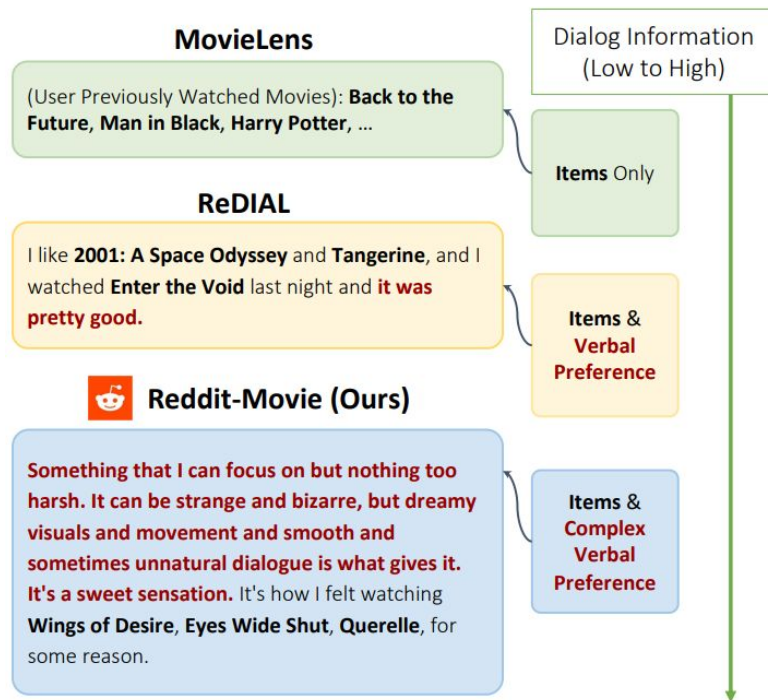 MovieLens
(User Previously Watched Movies): Back to the
Future, Man in Black, Harry Potter, ...
Dialog Information
(Low to High)
Items Only
ReDIAL
I like 2001: A Space Odyssey and Tangerine, and I
watched Enter the Void last night and it was
pretty good.
Items &
Verbal
Preference
Reddit-Movie (Ours)
Something that I can focus on but nothing too
harsh. It can be strange and bizarre, but dreamy
visuals and movement and smooth and
sometimes unnatural dialogue is what gives it.
It's a sweet sensation. It's how I felt watching
Wings of Desire, Eyes Wide Shut, Querelle, for
some reason.
Items &
Complex
Verbal
Preference